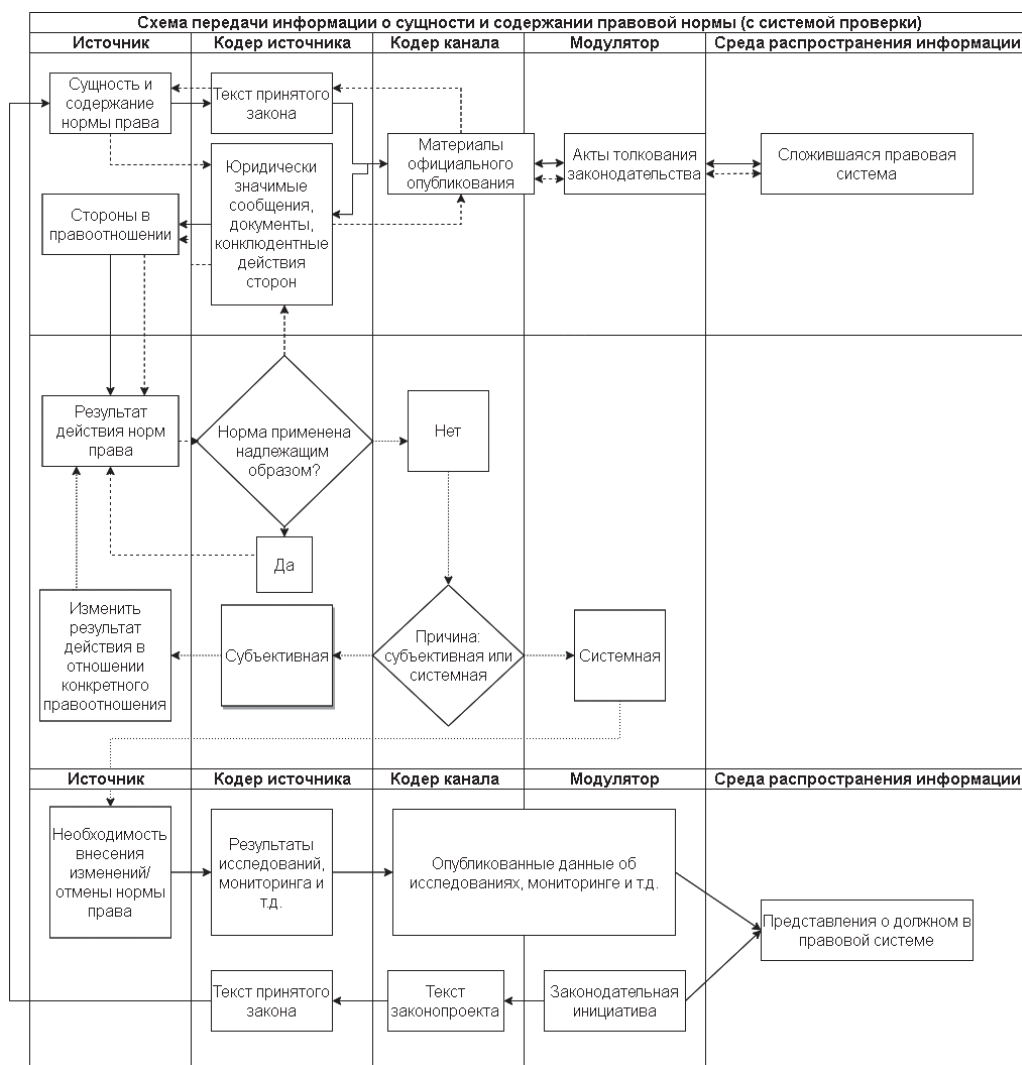 Схема передачи информации о сущности и содержании правовой нормы (с системой проверки)
Источник
Кодер источника
Кодер канала
Модулятор
Среда распространения информации
Сущность и
содержание
нормы права
Текст принятого
закона
Материалы
официального
опубликования
Акты толкования
законодательства
Сложившаяся правовая
система
Юридически
значимые
сообщения,
документы,
конклюдентные
действия
сторон
Стороны в
правоотношении
Результат
действия норм
права
Норма применена
надлежащим
образом?
Нет
Да
Изменить
результат
действия в
отношении
конкретного
правоотношения
Субъективная
Причина:
субъективная или
системная
Системная
Источник
Кодер источника
Кодер канала
Модулятор
Среда распространения информации
Необходимость
внесения
изменений/
отмены нормы
права
Результаты
исследований,
мониторинга и
т.д.
Опубликованные данные об
исследованиях, мониторинге и т.д.
Представления о должном в
правовой системе
Текст принятого
закона
Текст
законопроекта
Законодательная
инициатива